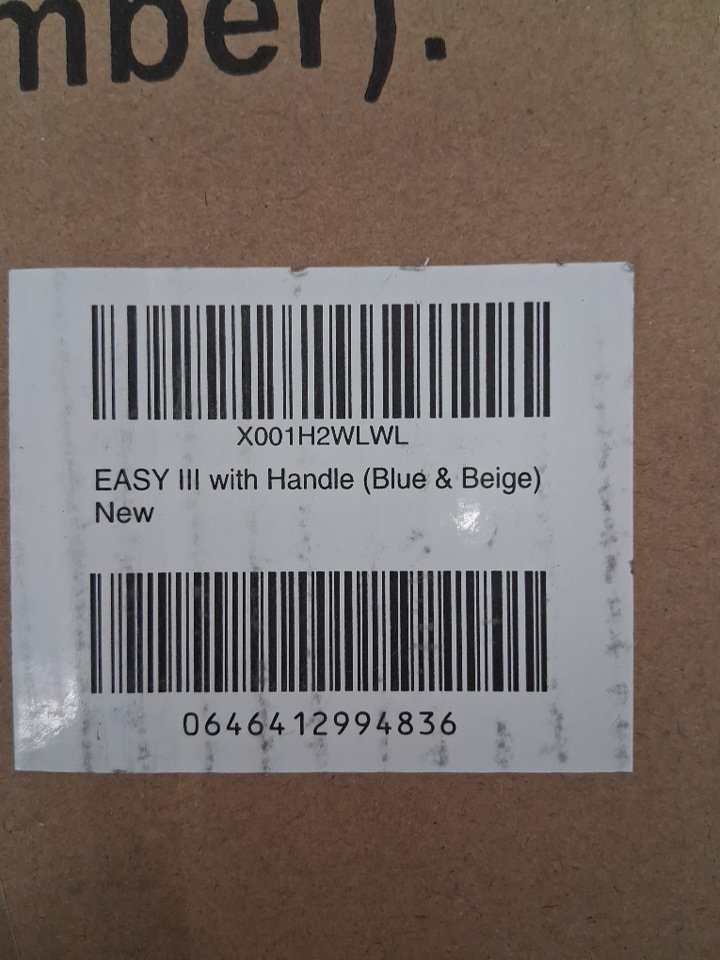 mber).
X001H2WLWL
EASY III with Handle (Blue & Beige)
New
0646412994836